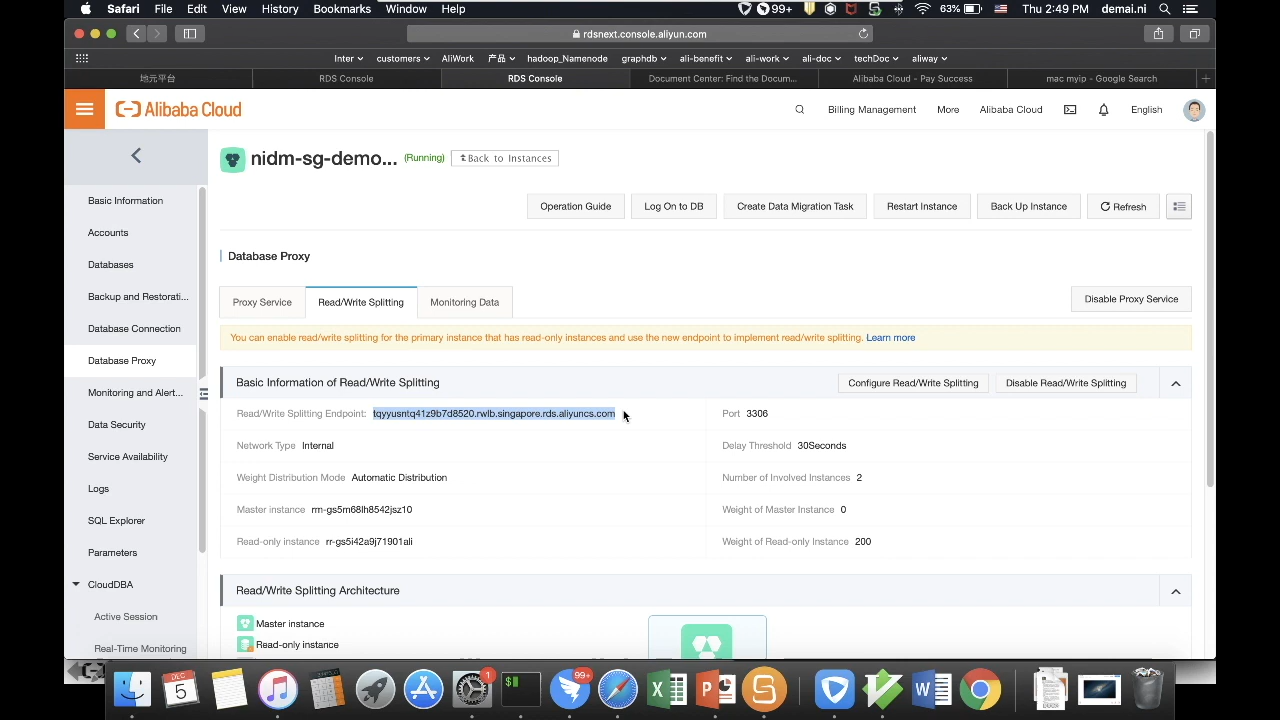 Safari File Edit View History Bookmarks Window Help 99+ 63% Thu 2:49 PM demai.ni
rdsnext.console.aliyun.com
Inter customers AliWork 产品 hadoop_Namenode graphdb ali-benefit ali-work ali-doc techDoc aliway
地元平台 RDS Console RDS Console Document Center: Find the Docum... Alibaba Cloud - Pay Success mac myip - Google Search
Alibaba Cloud Billing Management More Alibaba Cloud English
nidm-sg-demo... (Running) Back to Instances
Operation Guide Log On to DB Create Data Migration Task Restart Instance Back Up Instance Refresh
Basic Information
Accounts
Databases
Backup and Restorati...
Database Connection
Database Proxy
Monitoring and Alert...
Data Security
Service Availability
Logs
SQL Explorer
Parameters
CloudDBA
Active Session
Real-Time Monitoring
Database Proxy
Proxy Service Read/Write Splitting Monitoring Data Disable Proxy Service
You can enable read/write splitting for the primary instance that has read-only instances and use the new endpoint to implement read/write splitting. Learn more
Basic Information of Read/Write Splitting Configure Read/Write Splitting Disable Read/Write Splitting
Read/Write Splitting Endpoint: tqyyusntq41z9b7d8520.rwlb.singapore.rds.aliyuncs.com Port 3306
Network Type Internal Delay Threshold 30Seconds
Weight Distribution Mode Automatic Distribution Number of Involved Instances 2
Master instance rm-gs5m68lh8542jsz10 Weight of Master Instance 0
Read-only instance rr-gs5i42a9j71901ali Weight of Read-only Instance 200
Read/Write Splitting Architecture
Master instance
Read-only instance
DEC
5
1
99+